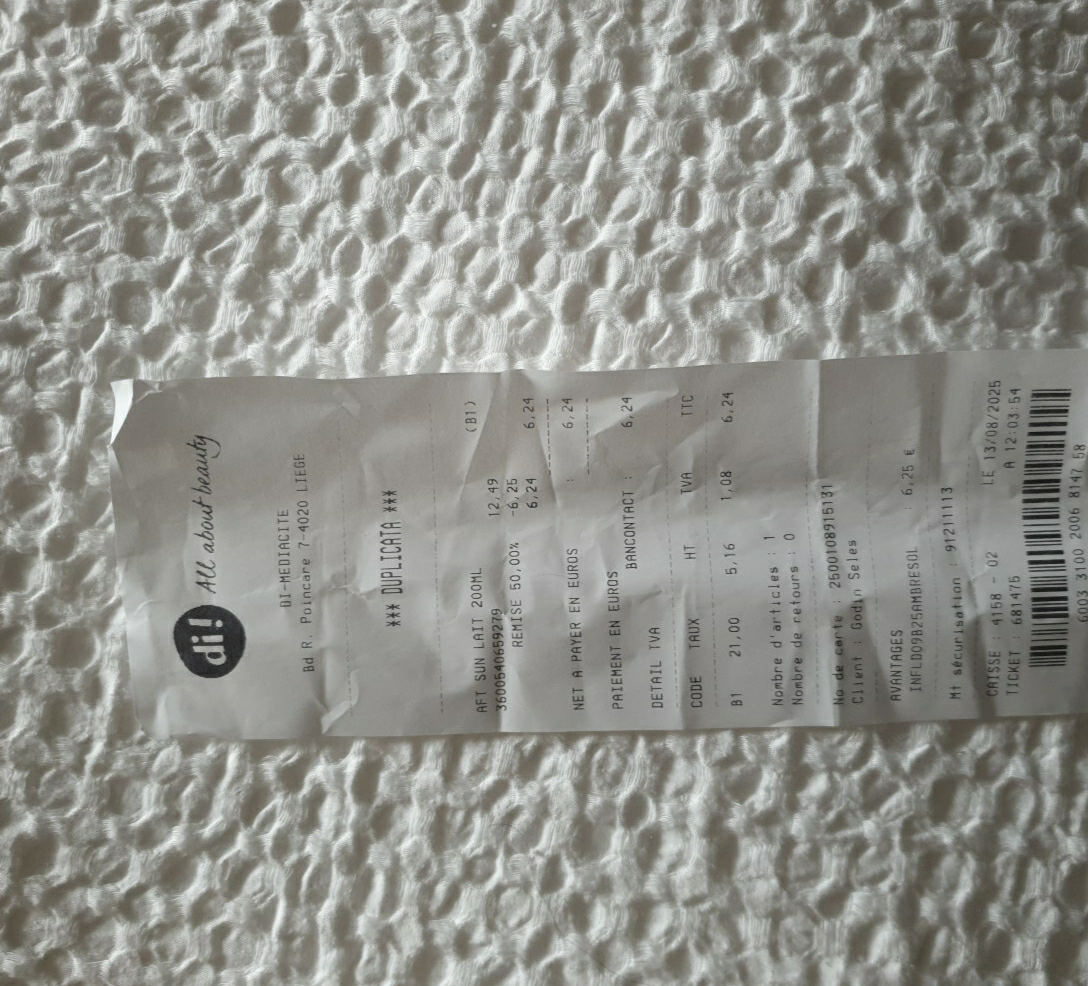 di! All about beauty
DI-MEDIACITE
Bd R. Poincare 7-4020 LIEGE
*** DUPLICATA ***
(B1)
AFT SUN LAIT 200ML 12,49
3600540659279
REMISE 50,00% -6,25
6,24 6,24
NET A PAYER EN EUROS : 6,24
PAIEMENT EN EUROS
BANCONTACT : 6,24
DETAIL TVA
CODE TAUX HT TVA TTC
B1 21,00 5,16 1,08 6,24
Nombre d'articles : 1
Nombre de retours : 0
No de carte : 2500108915131
Client : Godin Seles
AVANTAGES
INFLD09B25AMBRESOL : 6,25 €
Mt sécurisation : 91211113
CAISSE : 4158 - 02 LE 13/08/2025
TICKET : 681475 A 12:03:54
6003 3100 2006 8147 58